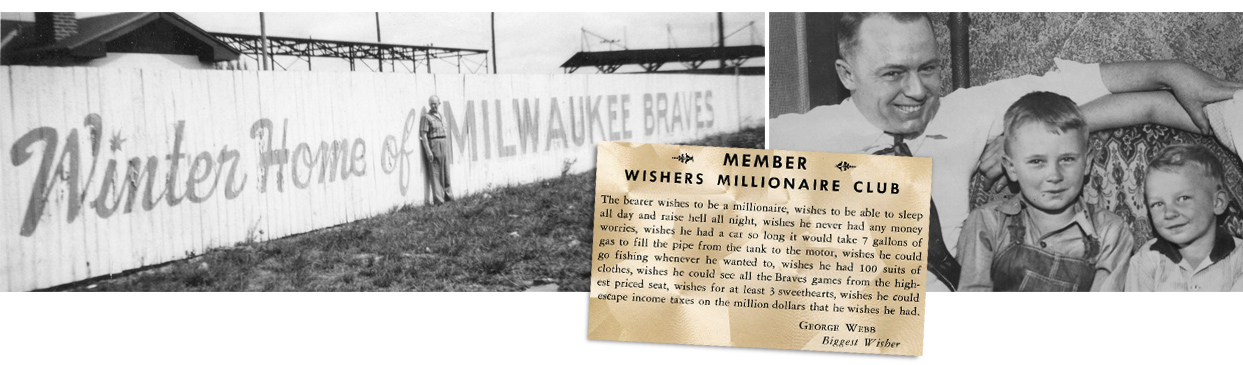 Winter Home of MILWAUKEE BRAVES
MEMBER
WISHERS MILLIONAIRE CLUB
The bearer wishes to be a millionaire, wishes to be able to sleep
all day and raise hell all night, wishes he never had any money
worries, wishes he had a car so long it would take 7 gallons of
gas to fill the pipe from the tank to the motor, wishes he could
go fishing whenever he wanted to, wishes he had 100 suits of
clothes, wishes he could see all the Braves games from the high-
est priced seat, wishes for at least 3 sweethearts, wishes he could
escape income taxes on the million dollars that he wishes he had.
GEORGE WEBB
Biggest Wisher